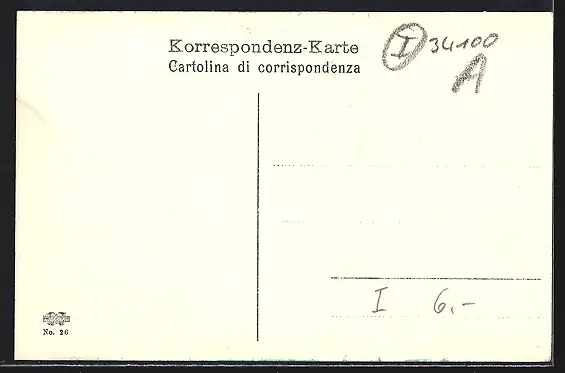 Korrespondenz-Karte
Cartolina di corrispondenza
I 34100
A
I 6,-
No. 26